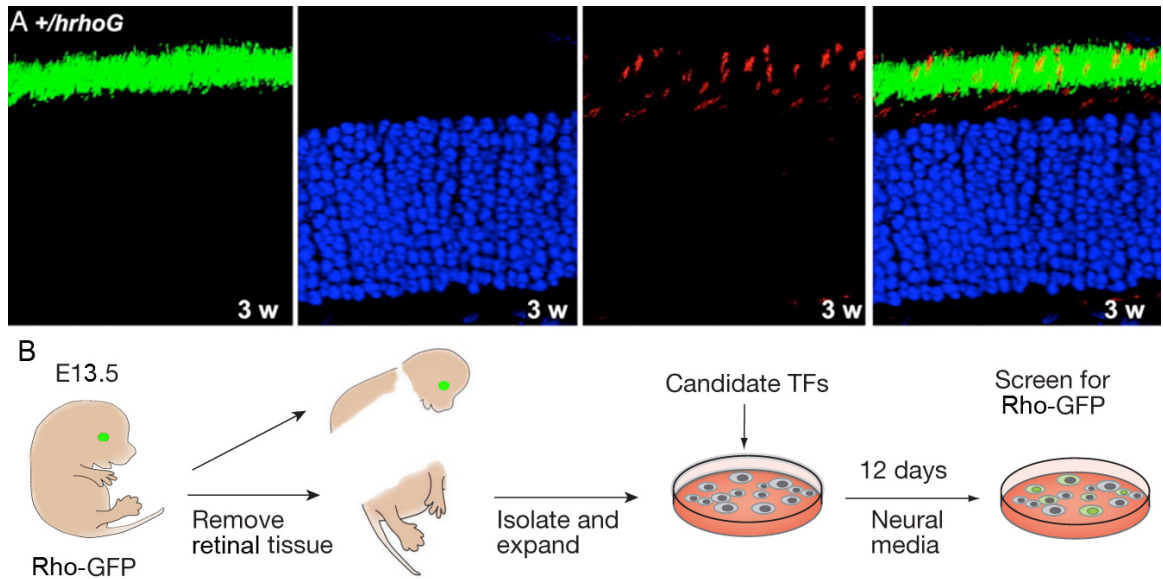 A +/hrhoG
3 w
3 w
3 w
B
E13.5
Rho-GFP
Remove
retinal tissue
Isolate and
expand
Candidate TFs
12 days
Neural
media
Screen for
Rho-GFP